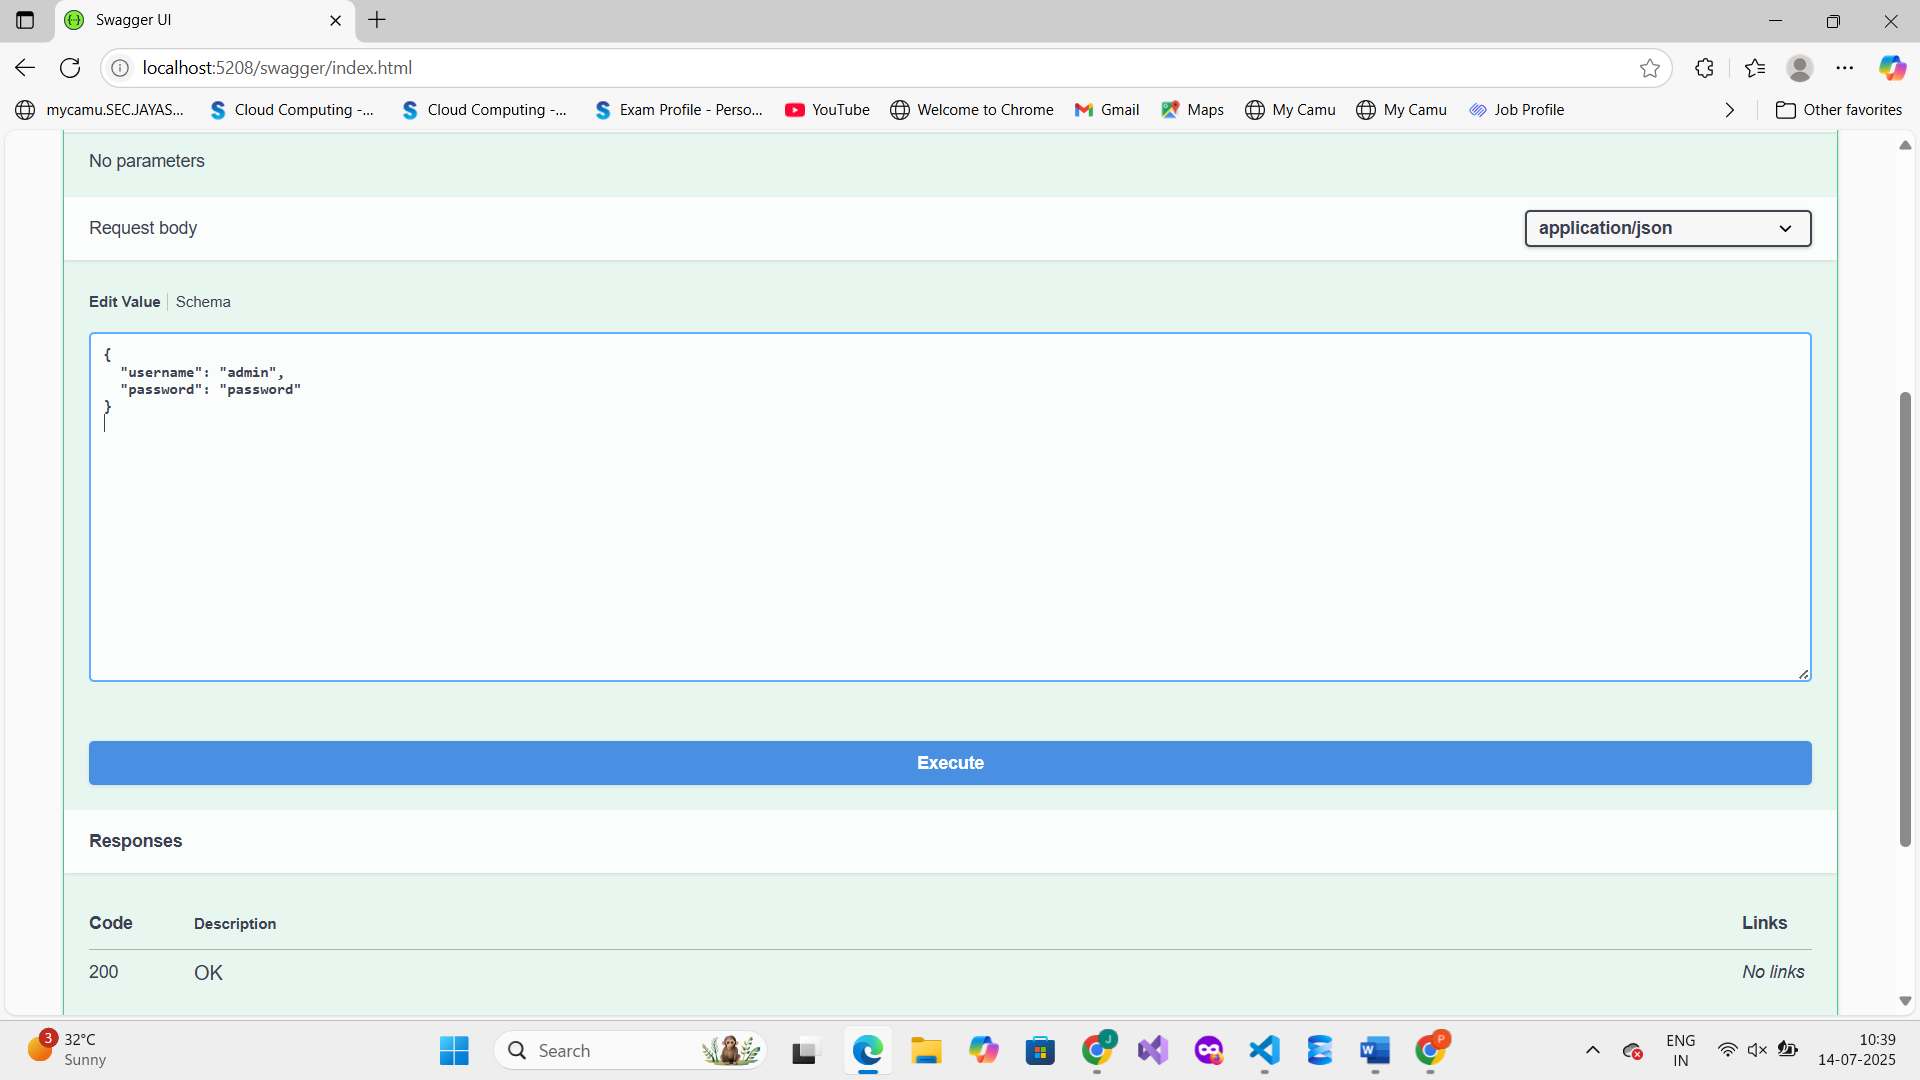 Swagger UI
localhost:5208/swagger/index.html
mycamu.SEC.JAYAS...
Cloud Computing -...
Cloud Computing -...
Exam Profile - Perso...
YouTube
Welcome to Chrome
Gmail
Maps
My Camu
My Camu
Job Profile
Other favorites
No parameters
Request body
application/json
Edit Value
Schema
{
"username": "admin",
"password": "password"
}
Execute
Responses
Code
Description
Links
200
OK
No links
3
32°C
Sunny
Search
J
P
ENG
IN
10:39
14-07-2025